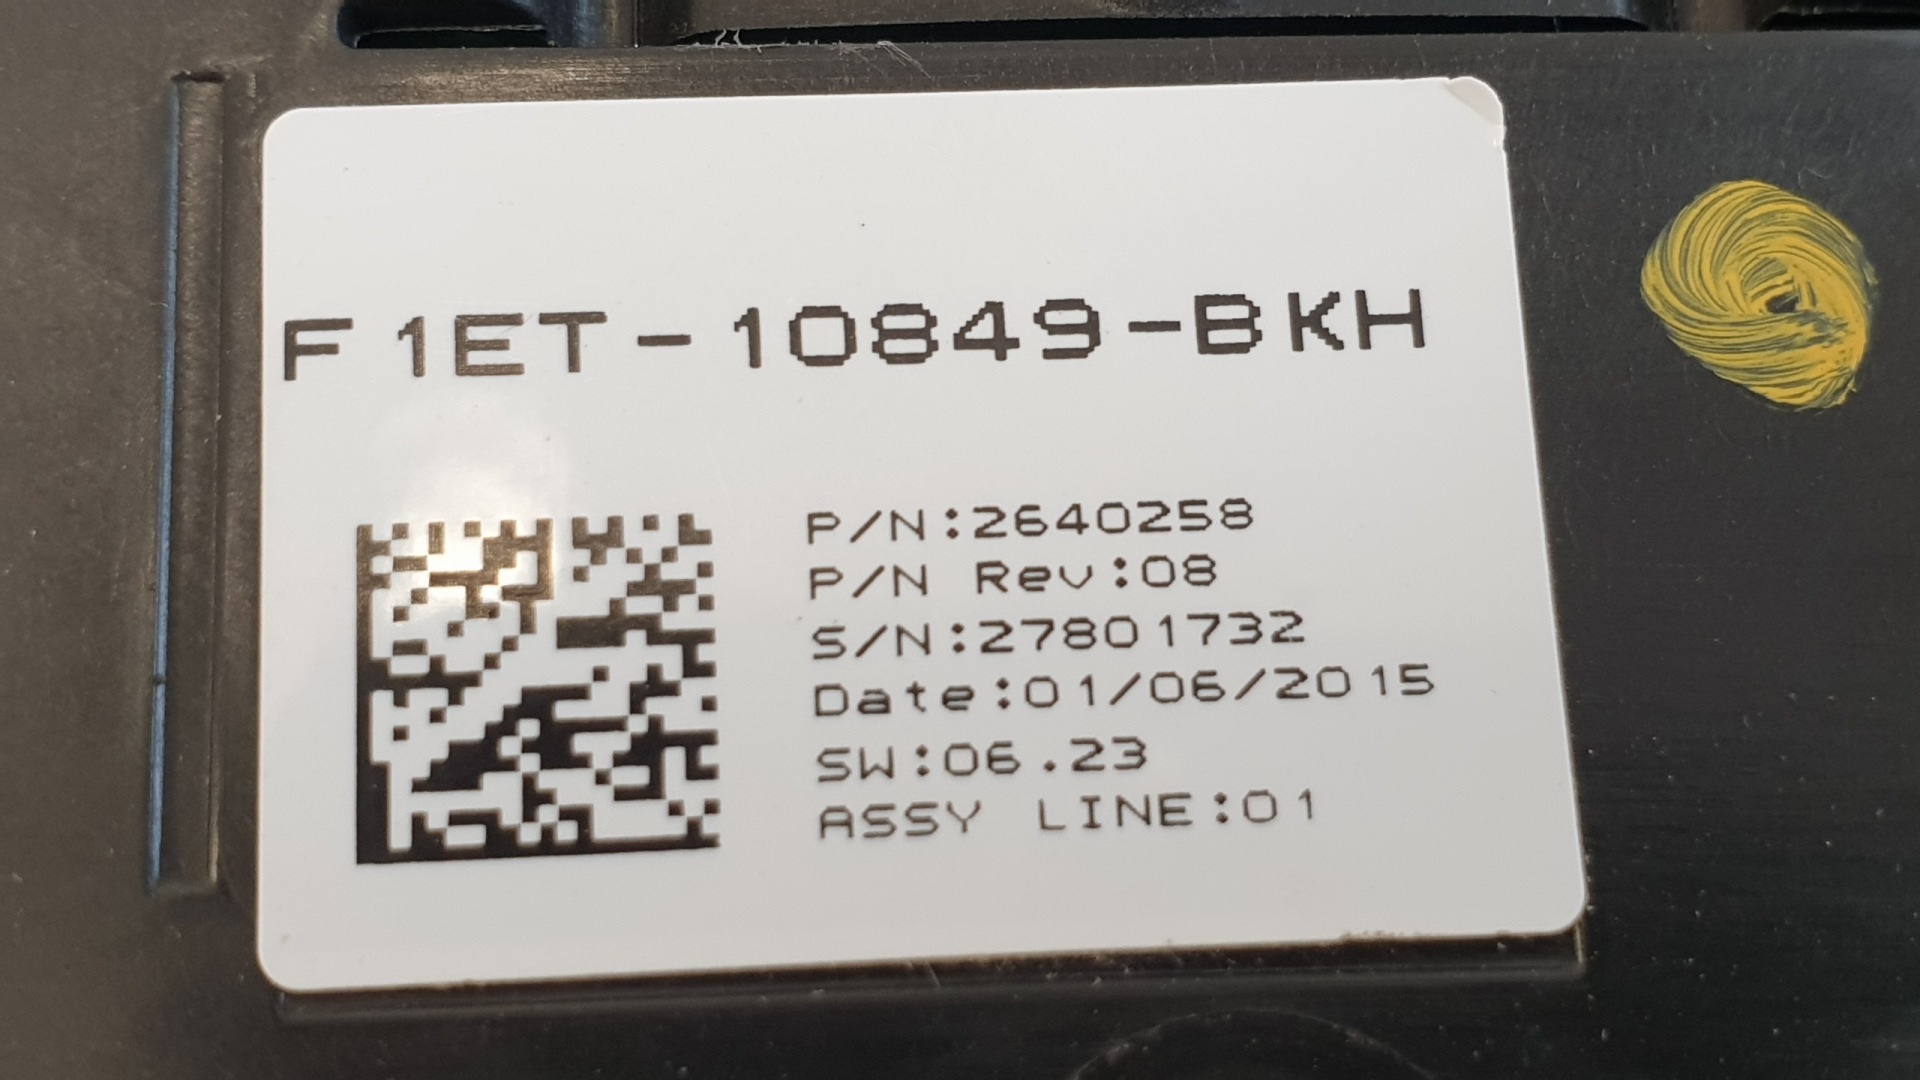 F1ET-10849-BKH
P/N:2640258
P/N Rev:08
S/N:27801732
Date:01/06/2015
SW:06.23
ASSY LINE:01